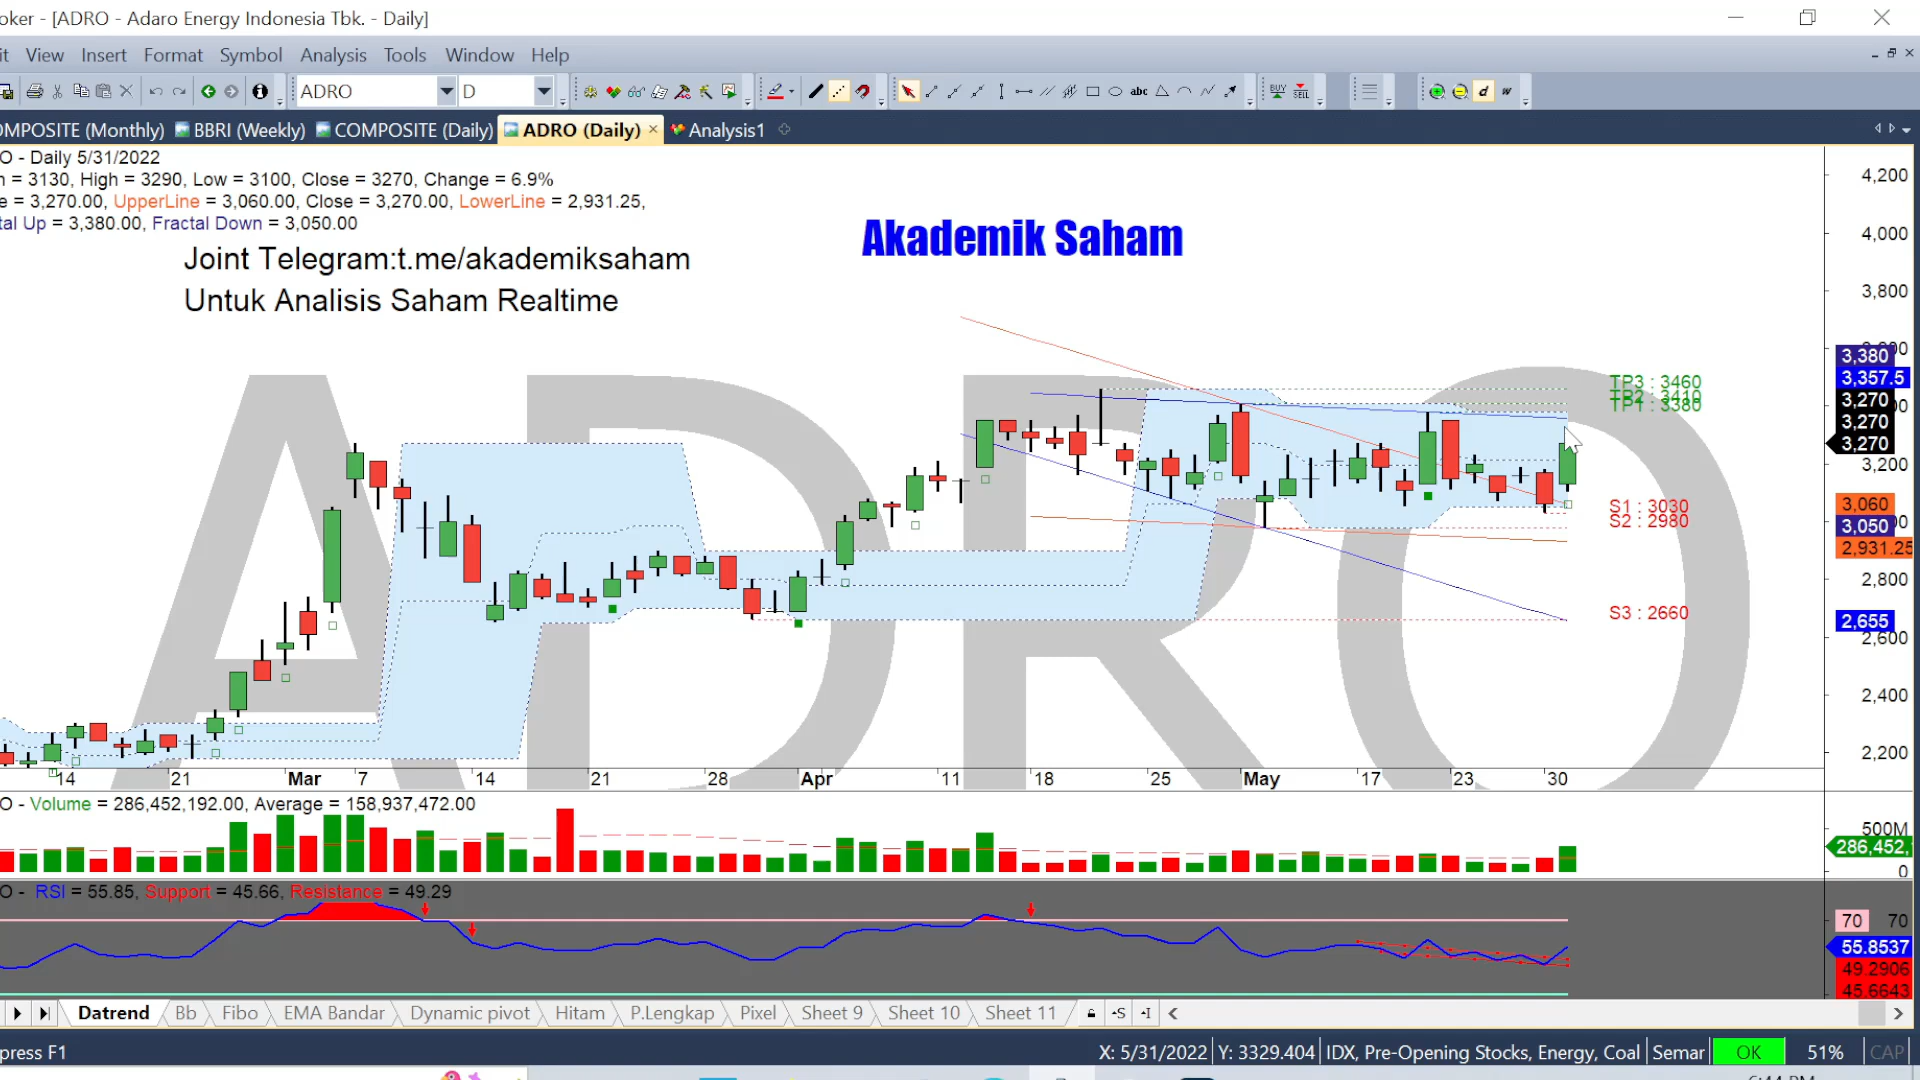 oker - [ADRO - Adaro Energy Indonesia Tbk. - Daily]
it View Insert Format Symbol Analysis Tools Window Help
ADRO D abc BUY SELL d w
OMPOSITE (Monthly) BBRI (Weekly) COMPOSITE (Daily) ADRO (Daily) Analysis1
O - Daily 5/31/2022
n = 3130, High = 3290, Low = 3100, Close = 3270, Change = 6.9%
e = 3,270.00, UpperLine = 3,060.00, Close = 3,270.00, LowerLine = 2,931.25,
tal Up = 3,380.00, Fractal Down = 3,050.00
Joint Telegram:t.me/akademiksaham
Untuk Analisis Saham Realtime
Akademik Saham
ADRO
TP3 : 3460
TP2 : 3410
TP1 : 3380
S1 : 3030
S2 : 2980
S3 : 2660
4,200
4,000
3,800
3,380
3,357.5
3,270
3,270
3,270
3,200
3,060
3,050
2,931.25
2,800
2,655
2,600
2,400
2,200
14 21 Mar 7 14 21 28 Apr 11 18 25 May 17 23 30
O - Volume = 286,452,192.00, Average = 158,937,472.00
500M
286,452,
0
O - RSI = 55.85, Support = 45.66, Resistance = 49.29
70 70
55.8537
49.2906
45.6643
Datrend Bb Fibo EMA Bandar Dynamic pivot Hitam P.Lengkap Pixel Sheet 9 Sheet 10 Sheet 11
press F1 X: 5/31/2022 Y: 3329.404 IDX, Pre-Opening Stocks, Energy, Coal Semar OK 51% CAP